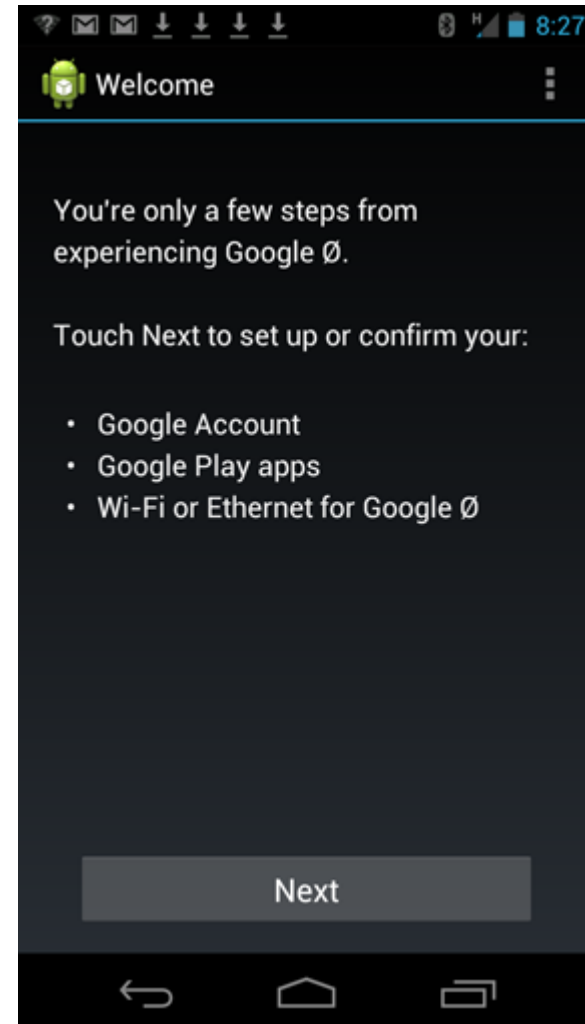 8:27
Welcome
You're only a few steps from
experiencing Google Ø.
Touch Next to set up or confirm your:
• Google Account
• Google Play apps
• Wi-Fi or Ethernet for Google Ø
Next